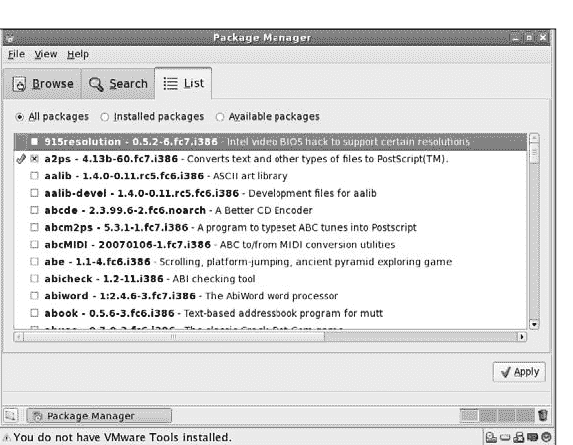 Package Manager
File View Help
Browse Search List
All packages Installed packages Available packages
915resolution - 0.5.2-6.fc7.i386 - Intel video BIOS hack to support certain resolutions
a2ps - 4.13b-60.fc7.i386 - Converts text and other types of files to PostScript(TM).
aalib - 1.4.0-0.11.rc5.fc6.i386 - ASCII art library
aalib-devel - 1.4.0-0.11.rc5.fc6.i386 - Development files for aalib
abcde - 2.3.99.6-2.fc6.noarch - A Better CD Encoder
abcm2ps - 5.3.1-1.fc7.i386 - A program to typeset ABC tunes into Postscript
abcMIDI - 20070106-1.fc7.i386 - ABC to/from MIDI conversion utilities
abe - 1.1-4.fc6.i386 - Scrolling, platform-jumping, ancient pyramid exploring game
abicheck - 1.2-11.i386 - ABI checking tool
abiword - 1:2.4.6-3.fc7.i386 - The AbiWord word processor
abook - 0.5.6-3.fc6.i386 - Text-based addressbook program for mutt
Apply
Package Manager
You do not have VMware Tools installed.